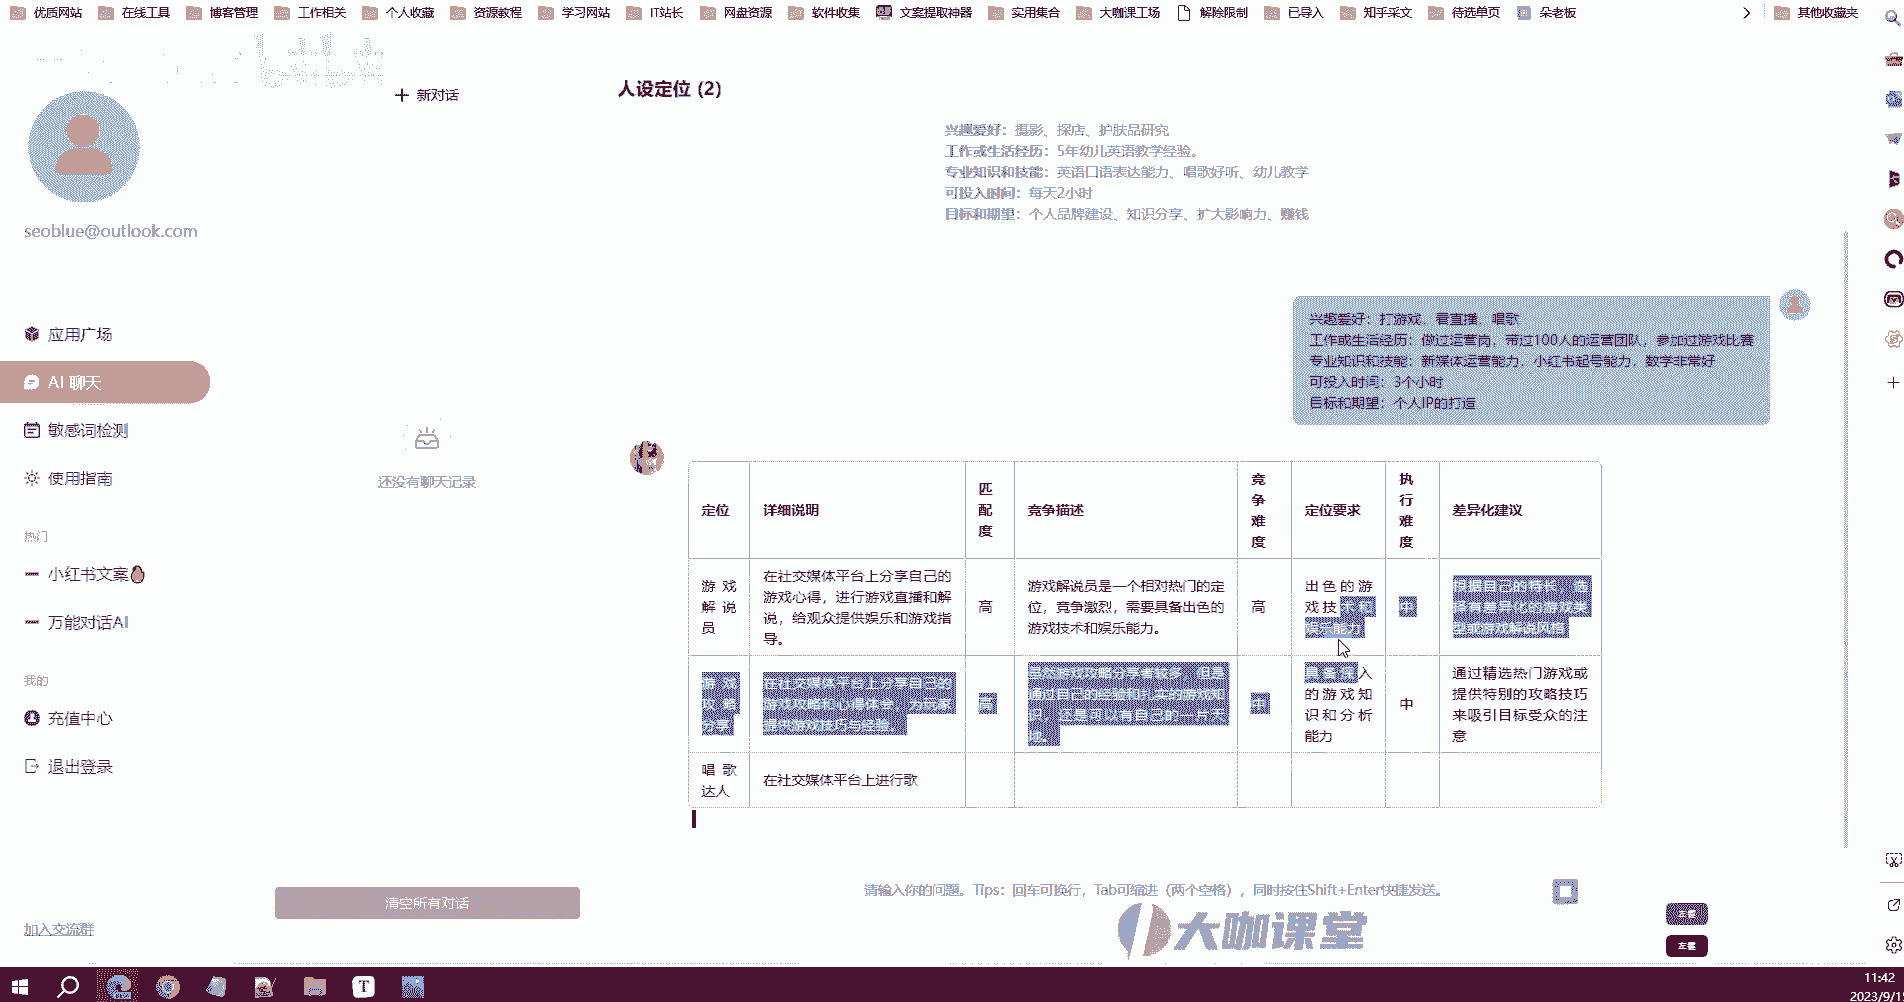 优质网站 在线工具 博客管理 工作相关 个人收藏 资源教程 学习网站 IT站长 网盘资源 软件收集 文案提取神器 实用集合 大咖课工场 解除限制 已导入 知乎采文 待选单页 朵老板 其他收藏夹
seoblue@outlook.com
应用广场
AI 聊天
敏感词检测
使用指南
热门
小红书文案
万能对话AI
我的
充值中心
退出登录
加入交流群
新对话
还没有聊天记录
清空所有对话
人设定位 (2)
兴趣爱好：摄影、探店、护肤品研究
工作或生活经历：5年幼儿英语教学经验。
专业知识和技能：英语口语表达能力、唱歌好听、幼儿教学
可投入时间：每天2小时
目标和期望：个人品牌建设、知识分享、扩大影响力、赚钱
兴趣爱好：打游戏，看直播，唱歌
工作或生活经历：做过运营岗，带过100人的运营团队，参加过游戏比赛
专业知识和技能：新媒体运营能力，小红书起号能力，数学非常好
可投入时间：3个小时
目标和期望：个人IP的打造
定位
详细说明
匹
配
度
竞争描述
竞
争
难
度
定位要求
执
行
难
度
差异化建议
游戏
解说
员
在社交媒体平台上分享自己的
游戏心得，进行游戏直播和解
说，给观众提供娱乐和游戏指
导。
高
游戏解说员是一个相对热门的定
位，竞争激烈，需要具备出色的
游戏技术和娱乐能力。
高
出色的游
戏技术和
娱乐能力
中
根据自己的特长，选
择有差异化的游戏类
型或游戏解说风格
游戏
攻略
分享
在社交媒体平台上分享自己的
游戏攻略和心得体会，为玩家
提供游戏技巧与经验。
高
虽然游戏攻略分享者较多，但是
通过自己的经验和扎实的游戏知
识，还是可以有自己的一片天
地。
中
具备深入
的游戏知
识和分析
能力
中
通过精选热门游戏或
提供特别的攻略技巧
来吸引目标受众的注
意
唱歌
达人
在社交媒体平台上进行歌
请输入你的问题。Tips：回车可换行，Tab可缩进（两个空格），同时按住Shift+Enter快捷发送。
大咖课堂
左键
左键
11:42